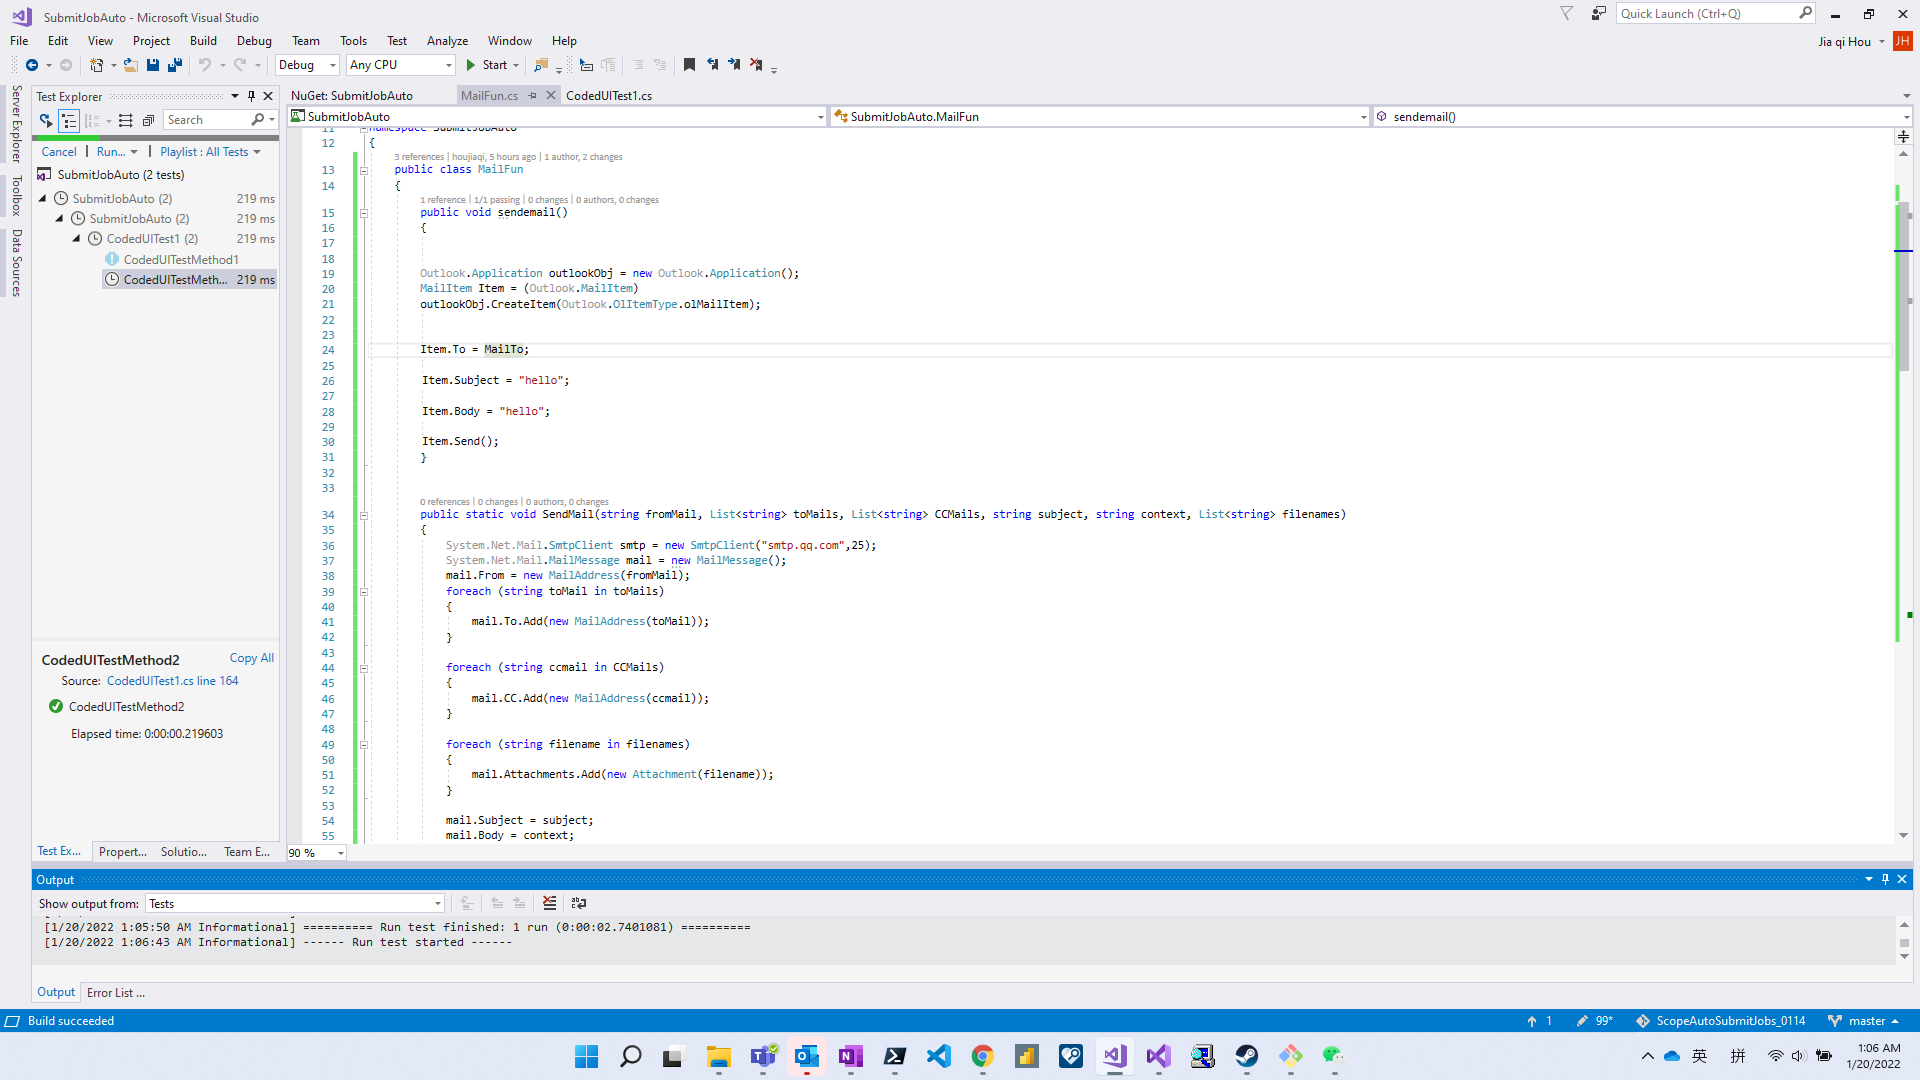 SubmitJobAuto - Microsoft Visual Studio
Quick Launch (Ctrl+Q)
File Edit View Project Build Debug Team Tools Test Analyze Window Help
Jia qi Hou JH
Debug Any CPU Start
Server Explorer
Toolbox
Data Sources
Test Explorer
Search
Cancel | Run... | Playlist : All Tests
SubmitJobAuto (2 tests)
SubmitJobAuto (2) 219 ms
SubmitJobAuto (2) 219 ms
CodedUITest1 (2) 219 ms
CodedUITestMethod1
CodedUITestMeth... 219 ms
CodedUITestMethod2 Copy All
Source: CodedUITest1.cs line 164
CodedUITestMethod2
Elapsed time: 0:00:00.219603
Test Ex... Propert... Solutio... Team E...
NuGet: SubmitJobAuto MailFun.cs CodedUITest1.cs
SubmitJobAuto SubmitJobAuto.MailFun sendemail()
11 namespace SubmitJobAuto
12 {
3 references | houjiaqi, 5 hours ago | 1 author, 2 changes
13 public class MailFun
14 {
1 reference | 1/1 passing | 0 changes | 0 authors, 0 changes
15 public void sendemail()
16 {
17
18
19 Outlook.Application outlookObj = new Outlook.Application();
20 MailItem Item = (Outlook.MailItem)
21 outlookObj.CreateItem(Outlook.OlItemType.olMailItem);
22
23
24 Item.To = MailTo;
25
26 Item.Subject = "hello";
27
28 Item.Body = "hello";
29
30 Item.Send();
31 }
32
33
0 references | 0 changes | 0 authors, 0 changes
34 public static void SendMail(string fromMail, List<string> toMails, List<string> CCMails, string subject, string context, List<string> filenames)
35 {
36 System.Net.Mail.SmtpClient smtp = new SmtpClient("smtp.qq.com",25);
37 System.Net.Mail.MailMessage mail = new MailMessage();
38 mail.From = new MailAddress(fromMail);
39 foreach (string toMail in toMails)
40 {
41 mail.To.Add(new MailAddress(toMail));
42 }
43
44 foreach (string ccmail in CCMails)
45 {
46 mail.CC.Add(new MailAddress(ccmail));
47 }
48
49 foreach (string filename in filenames)
50 {
51 mail.Attachments.Add(new Attachment(filename));
52 }
53
54 mail.Subject = subject;
55 mail.Body = context;
90 %
Output
Show output from: Tests
[1/20/2022 1:05:50 AM Informational] ========== Run test finished: 1 run (0:00:02.7401081) ==========
[1/20/2022 1:06:43 AM Informational] ------ Run test started ------
Output Error List ...
Build succeeded
1 99* ScopeAutoSubmitJobs_0114 master
英 拼 1:06 AM
1/20/2022